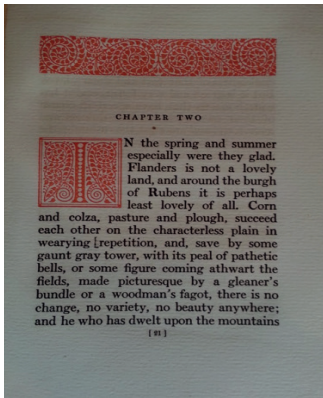 CHAPTER TWO
IN the spring and summer
especially were they glad.
Flanders is not a lovely
land, and around the burgh
of Rubens it is perhaps
least lovely of all. Corn
and colza, pasture and plough, succeed
each other on the characterless plain in
wearying repetition, and, save by some
gaunt gray tower, with its peal of pathetic
bells, or some figure coming athwart the
fields, made picturesque by a gleaner's
bundle or a woodman's fagot, there is no
change, no variety, no beauty anywhere;
and he who has dwelt upon the mountains
[21]